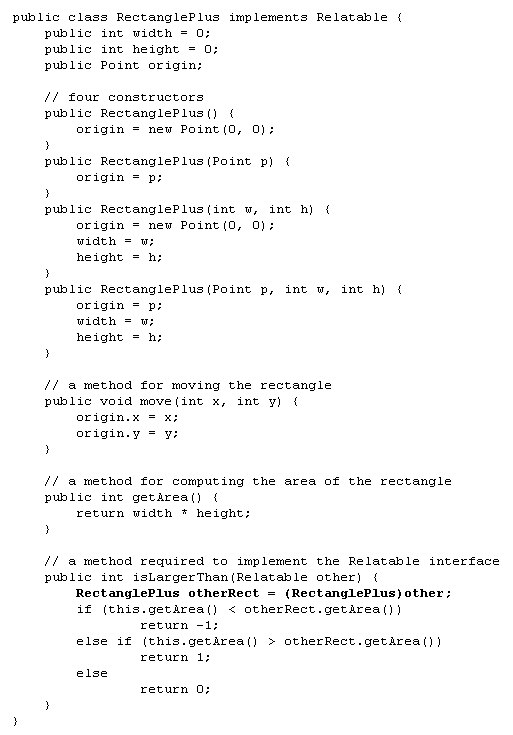 public class RectanglePlus implements Relatable {
    public int width = 0;
    public int height = 0;
    public Point origin;

    // four constructors
    public RectanglePlus() {
        origin = new Point(0, 0);
    }
    public RectanglePlus(Point p) {
        origin = p;
    }
    public RectanglePlus(int w, int h) {
        origin = new Point(0, 0);
        width = w;
        height = h;
    }
    public RectanglePlus(Point p, int w, int h) {
        origin = p;
        width = w;
        height = h;
    }

    // a method for moving the rectangle
    public void move(int x, int y) {
        origin.x = x;
        origin.y = y;
    }

    // a method for computing the area of the rectangle
    public int getArea() {
        return width * height;
    }

    // a method required to implement the Relatable interface
    public int isLargerThan(Relatable other) {
        RectanglePlus otherRect = (RectanglePlus)other;
        if (this.getArea() < otherRect.getArea())
                return -1;
        else if (this.getArea() > otherRect.getArea())
                return 1;
        else
                return 0;
    }
}